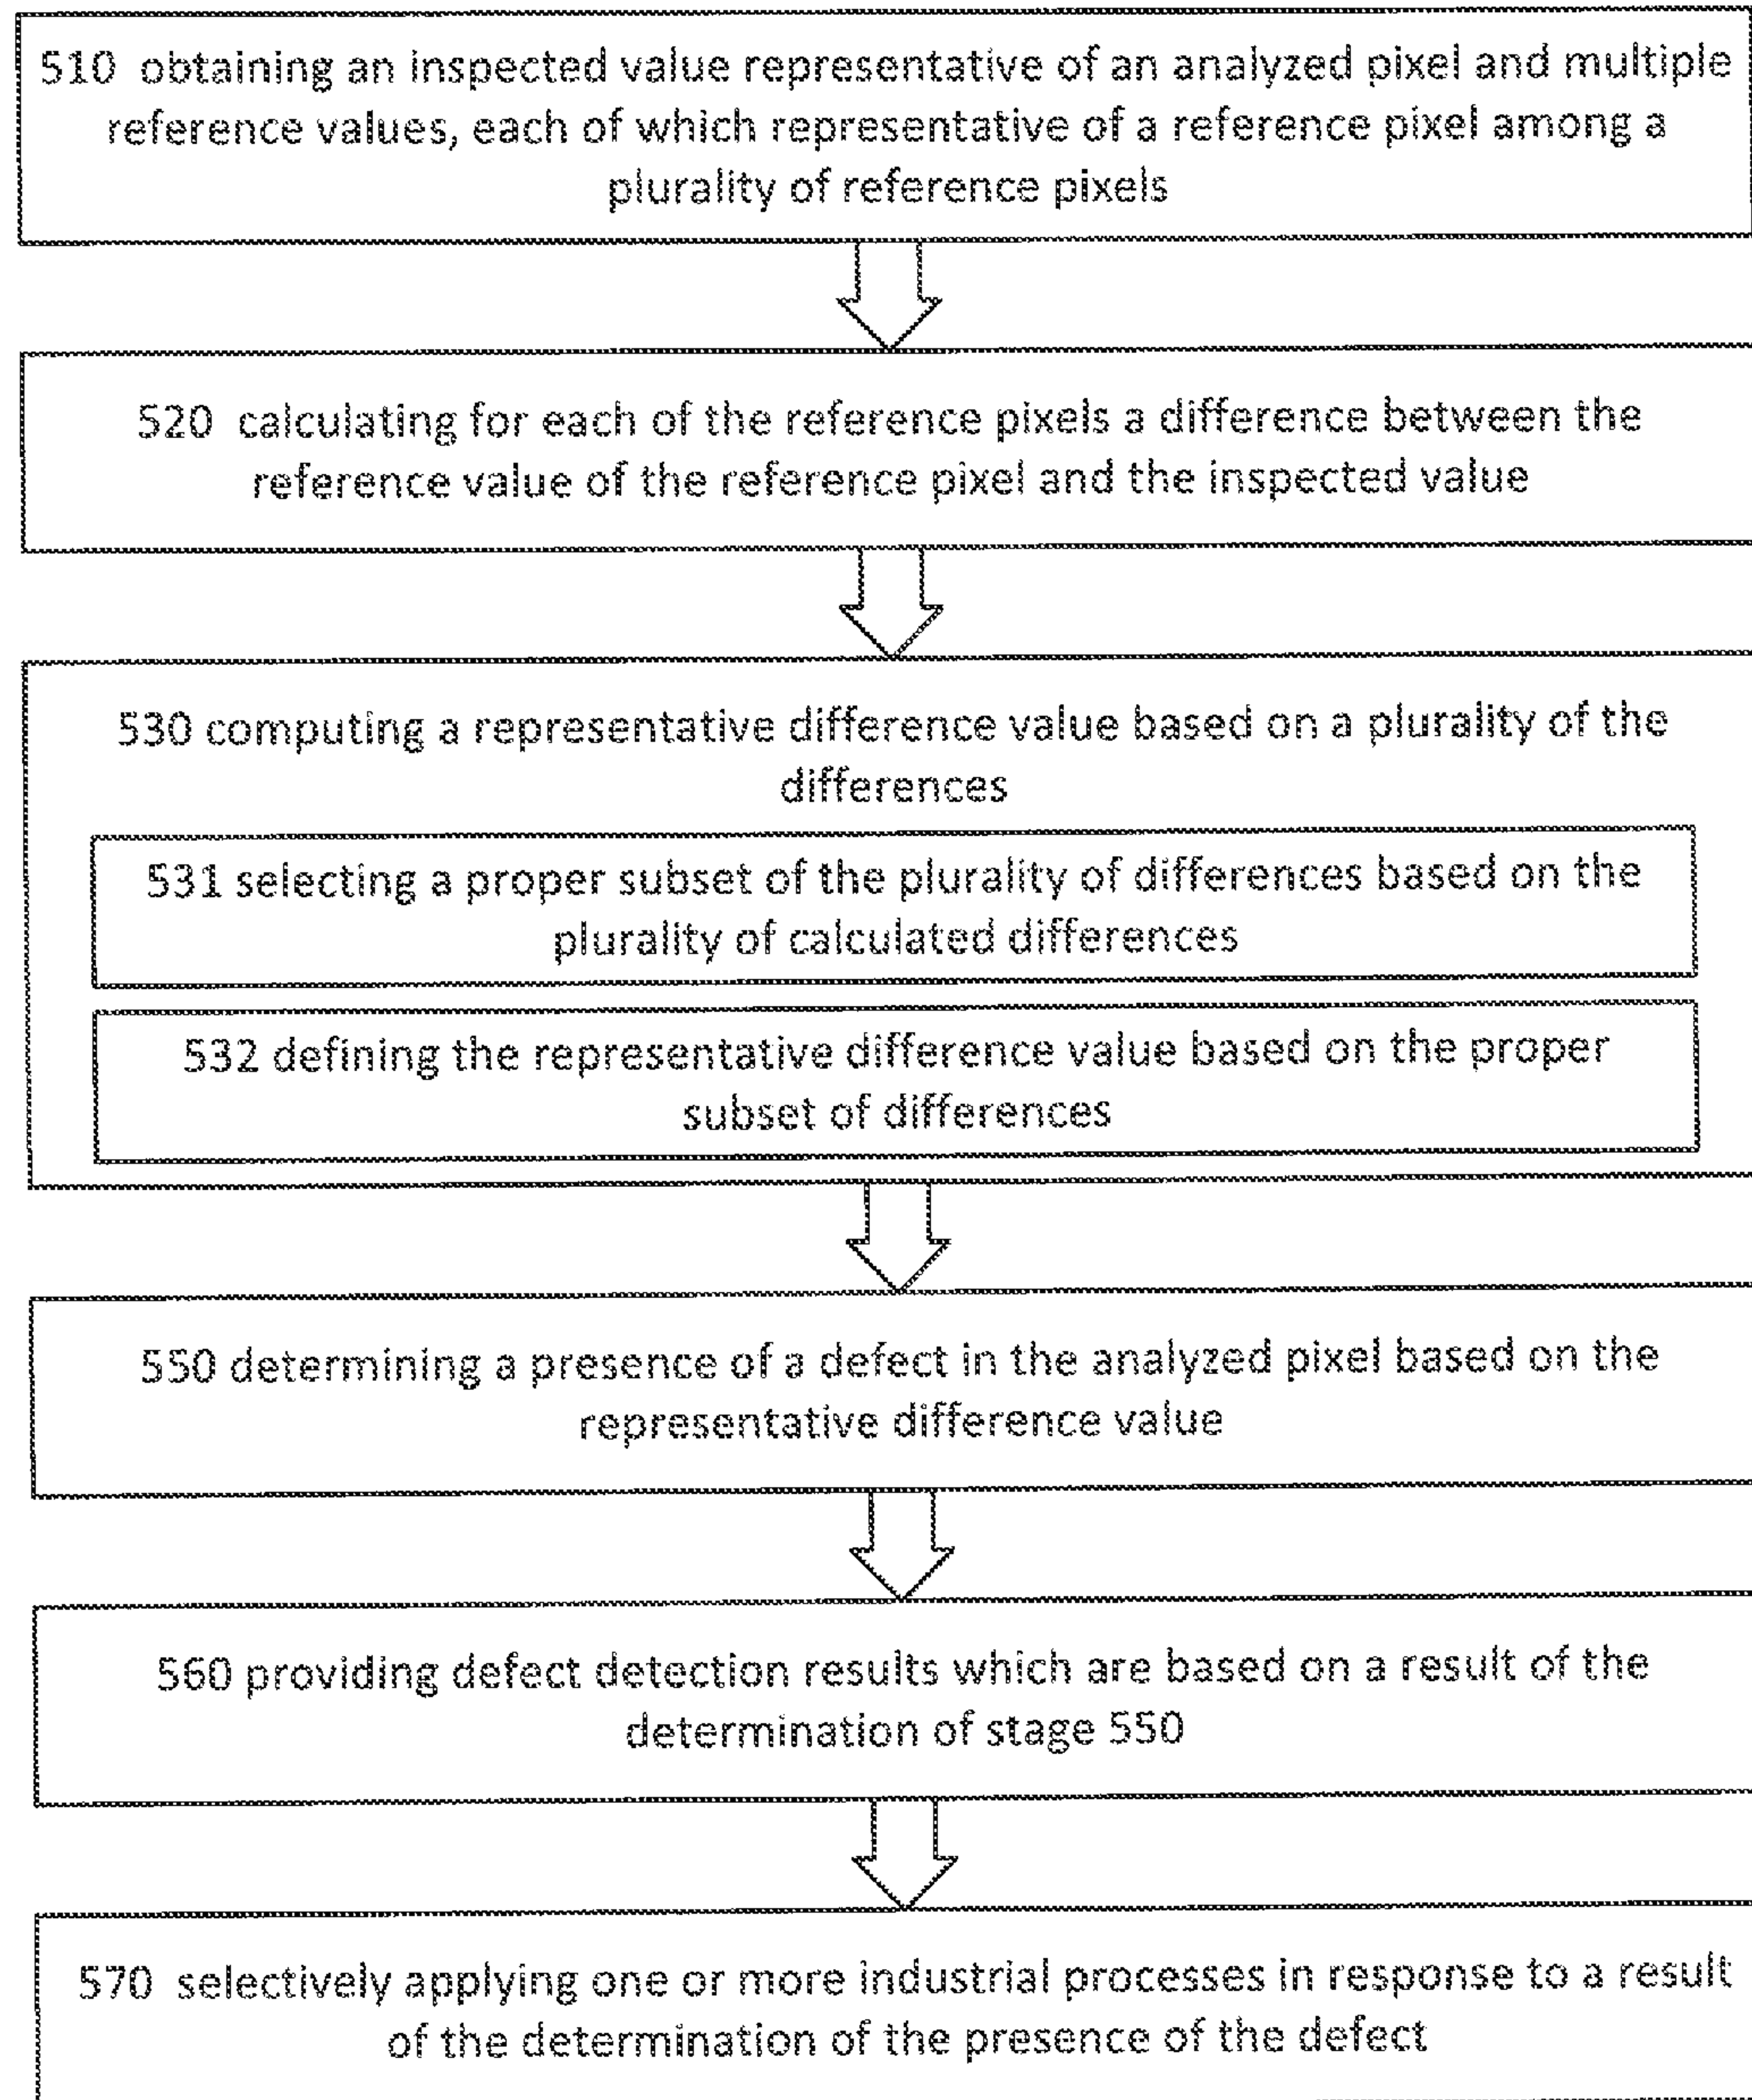 510 obtaining an inspected value representative of an analyzed pixel and multiple
reference values, each of which representative of a reference pixel among a
plurality of reference pixels
520 calculating for each of the reference pixels a difference between the
reference value of the reference pixel and the inspected value
530 computing a representative difference value based on a plurality of the
differences
531 selecting a proper subset of the plurality of differences based on the
plurality of calculated differences
532 defining the representative difference value based on the proper
subset of differences
550 determining a presence of a defect in the analyzed pixel based on the
representative difference value
560 providing defect detection results which are based on a result of the
determination of stage 550
570 selectively applying one or more industrial processes in response to a result
of the determination of the presence of the defect